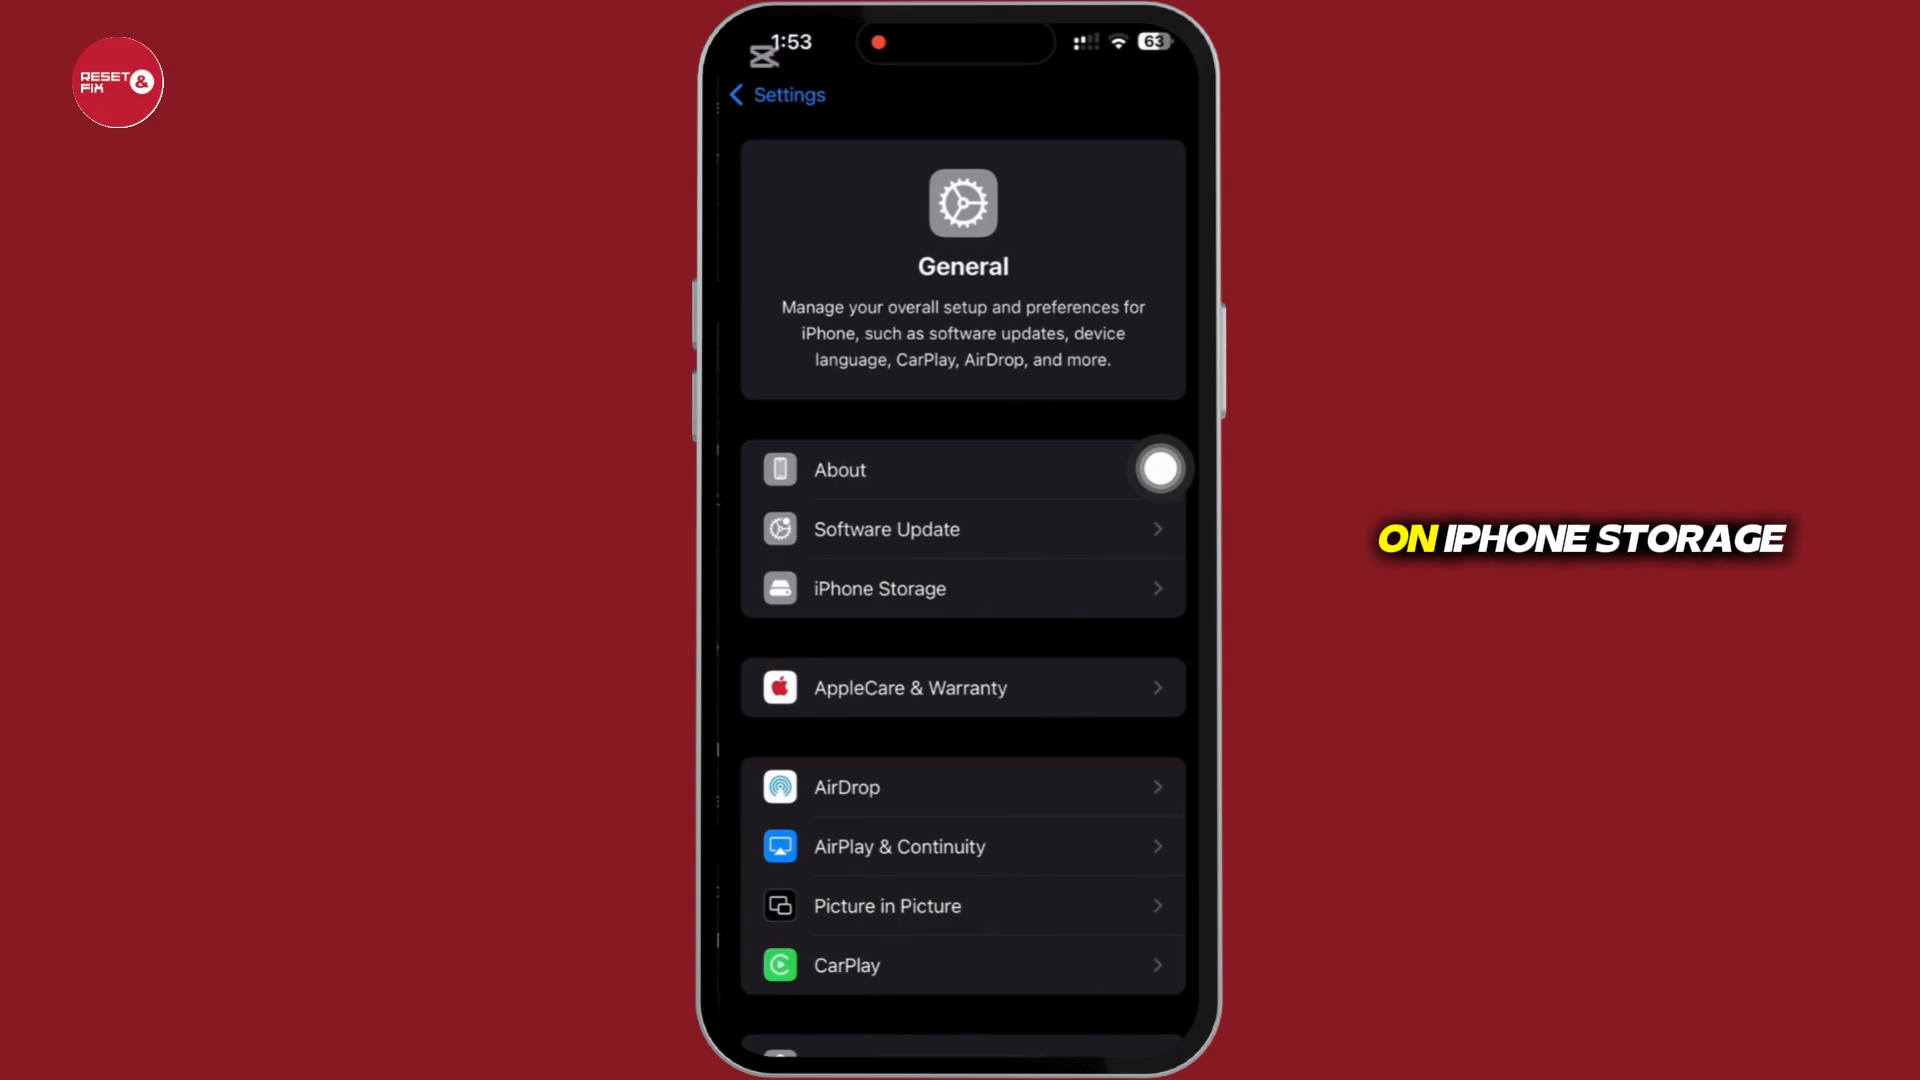 RESET &
FIX
1:53
63
Settings
General
Manage your overall setup and preferences for
iPhone, such as software updates, device
language, CarPlay, AirDrop, and more.
About
Software Update
iPhone Storage
AppleCare & Warranty
AirDrop
AirPlay & Continuity
Picture in Picture
CarPlay
ON IPHONE STORAGE